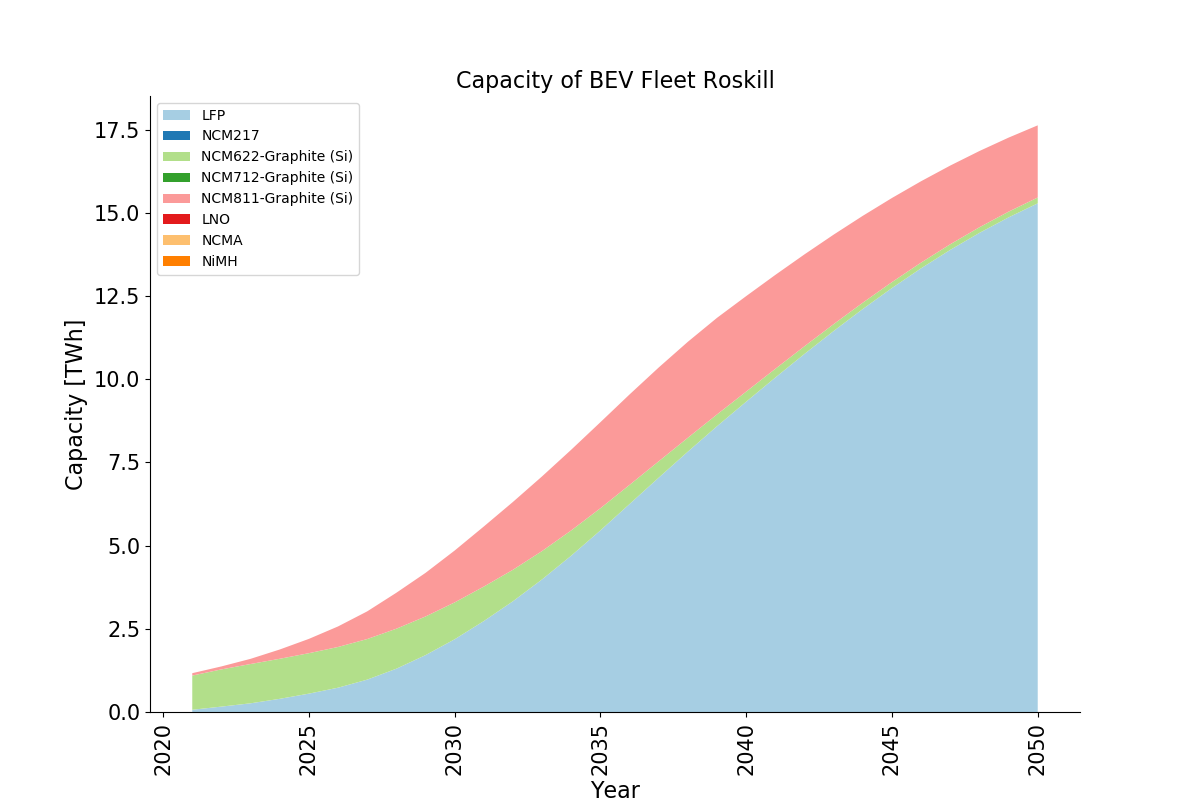 Capacity of BEV Fleet Roskill
LFP
NCM217
NCM622-Graphite (Si)
NCM712-Graphite (Si)
NCM811-Graphite (Si)
LNO
NCMA
NiMH
Capacity [TWh]
17.5
15.0
12.5
10.0
7.5
5.0
2.5
0.0
2020
2025
2030
2035
2040
2045
2050
Year